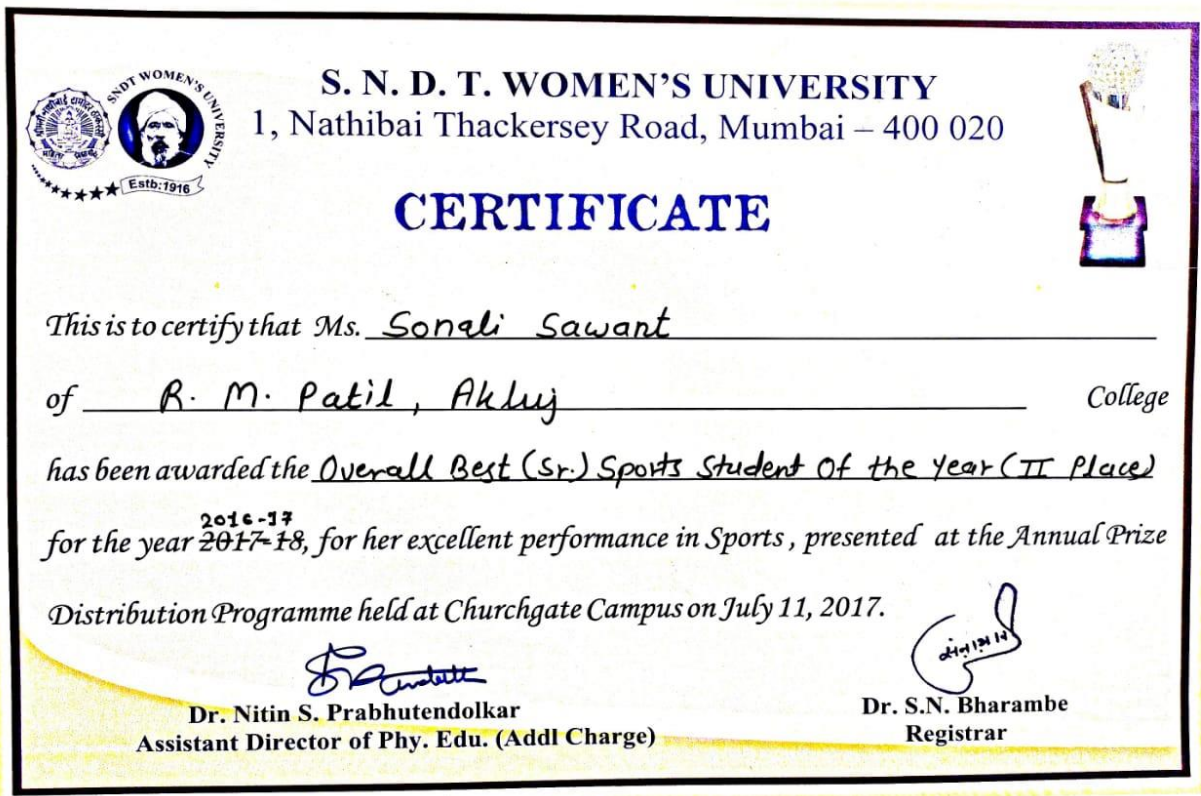 SNDT WOMEN'S UNIVERSITY
Estb:1916
S. N. D. T. WOMEN'S UNIVERSITY
1, Nathibai Thackersey Road, Mumbai – 400 020
CERTIFICATE
This is to certify that Ms. Sonali Sawant
of R. M. Patil, Akluj College
has been awarded the Overall Best (Sr.) Sports Student Of the Year (II Place)
2016-17
for the year 2017-18, for her excellent performance in Sports, presented at the Annual Prize
Distribution Programme held at Churchgate Campus on July 11, 2017.
Dr. Nitin S. Prabhutendolkar
Assistant Director of Phy. Edu. (Addl Charge)
Dr. S.N. Bharambe
Registrar